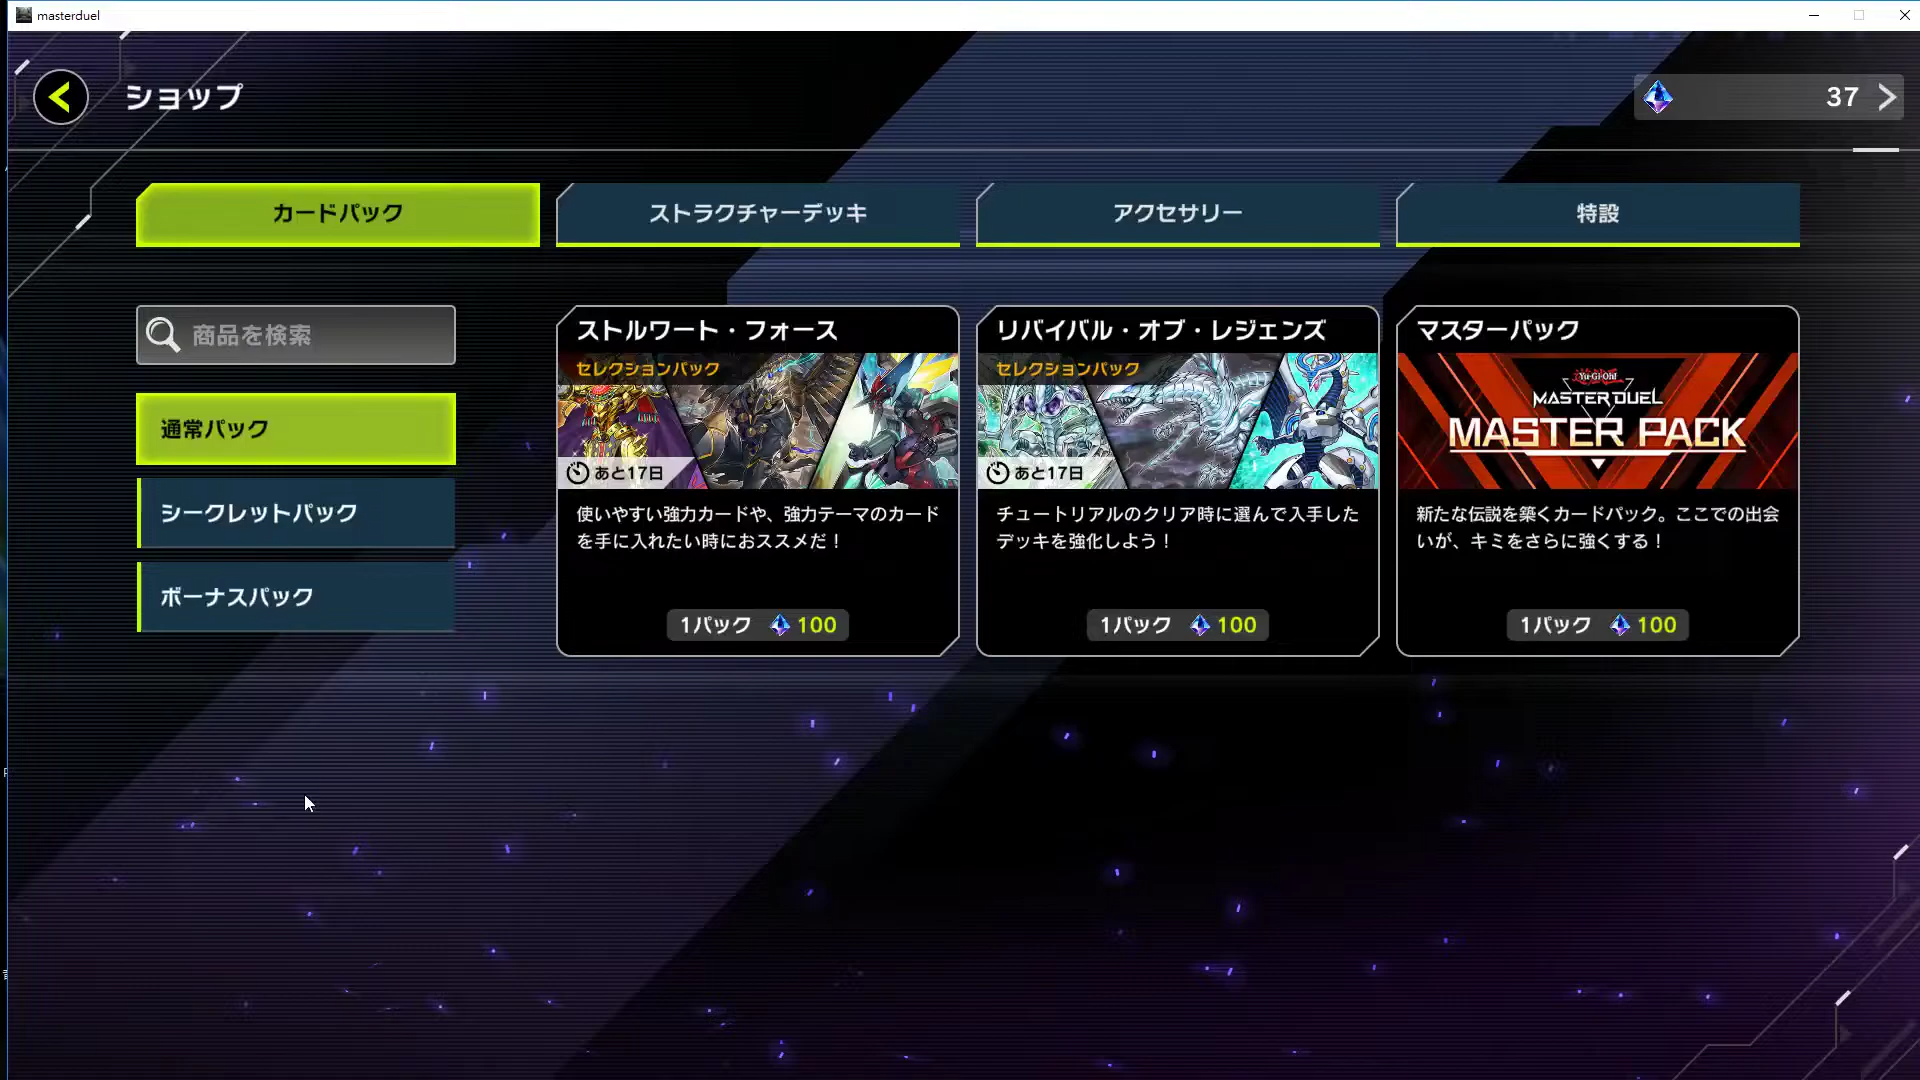 masterduel
ショップ
37
カードパック
ストラクチャーデッキ
アクセサリー
特設
商品を検索
通常パック
シークレットパック
ボーナスパック
ストルワート・フォース
セレクションパック
あと17日
使いやすい強力カードや、強力テーマのカード
を手に入れたい時におススメだ！
1パック 100
リバイバル・オブ・レジェンズ
セレクションパック
あと17日
チュートリアルのクリア時に選んで入手した
デッキを強化しよう！
1パック 100
マスターパック
Yu-Gi-Oh!
MASTER DUEL
MASTER PACK
新たな伝説を築くカードパック。ここでの出会
いが、キミをさらに強くする！
1パック 100